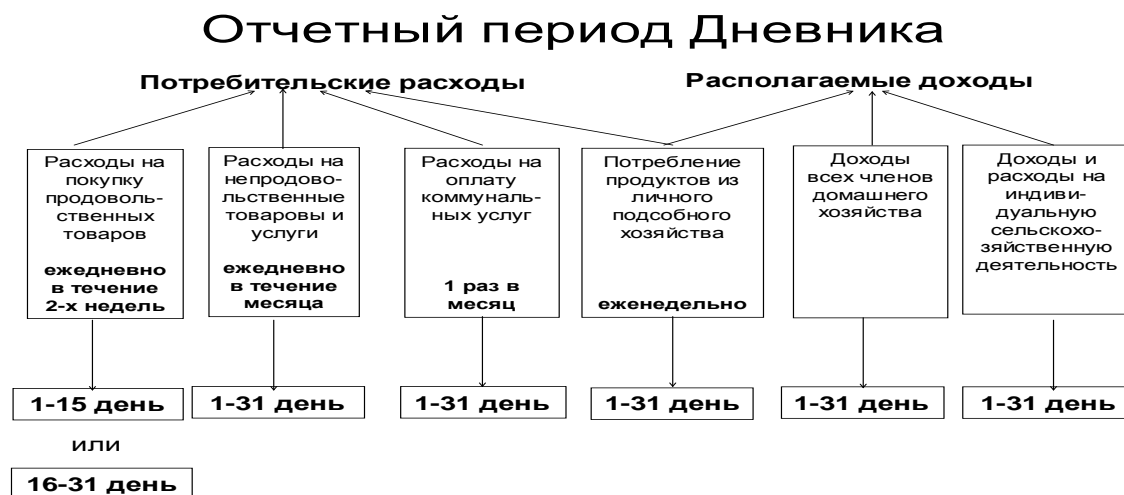 Отчетный период Дневника
Потребительские расходы
Располагаемые доходы
Расходы на
покупку
продоволь-
ственных
товаров
ежедневно
в течение
2-х недель
Расходы на
непродово-
льственные
товаровы и
услуги
ежедневно
в течение
месяца
Расходы на
оплату
коммуналь-
ных услуг
1 раз в
месяц
Потребление
продуктов из
личного
подсобного
хозяйства
еженедельно
Доходы
всех членов
домашнего
хозяйства
Доходы и
расходы на
индиви-
дуальную
сельскохо-
зяйственную
деятельность
1-15 день
1-31 день
1-31 день
1-31 день
1-31 день
1-31 день
или
16-31 день